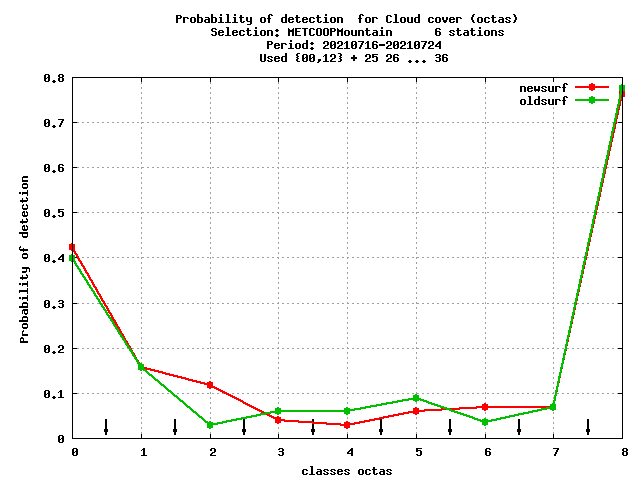 Probability of detection  for Cloud cover (octas)
Selection: METCOOPMountain      6 stations
Period: 20210716-20210724
Used {00,12} + 25 26 ... 36
newsurf
oldsurf
0.8
0.7
0.6
0.5
0.4
0.3
0.2
0.1
0
Probability of detection
0 1 2 3 4 5 6 7 8
classes octas